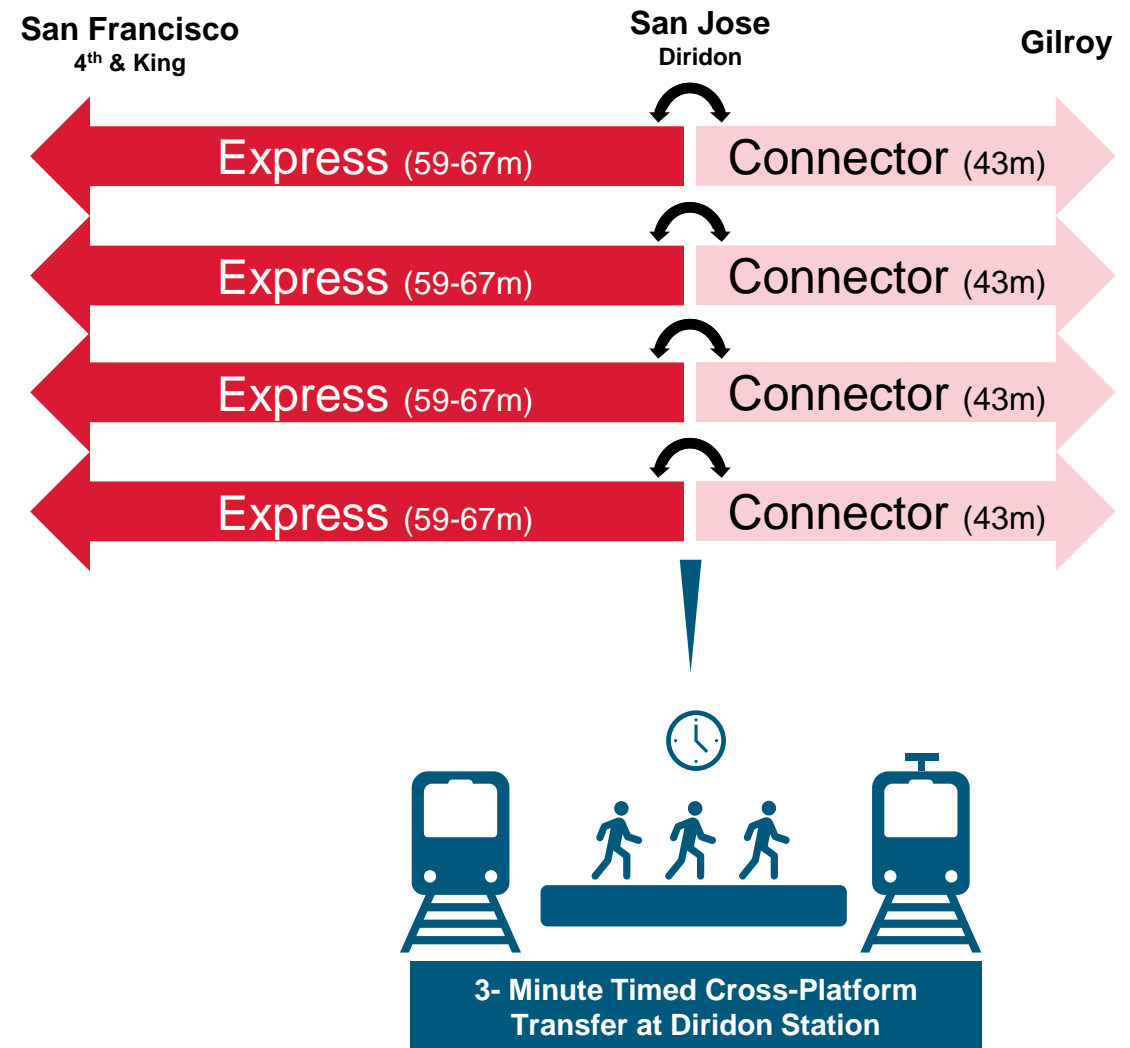 San Francisco
4th & King
San Jose
Diridon
Gilroy
Express (59-67m)
Connector (43m)
Express (59-67m)
Connector (43m)
Express (59-67m)
Connector (43m)
Express (59-67m)
Connector (43m)
3- Minute Timed Cross-Platform
Transfer at Diridon Station